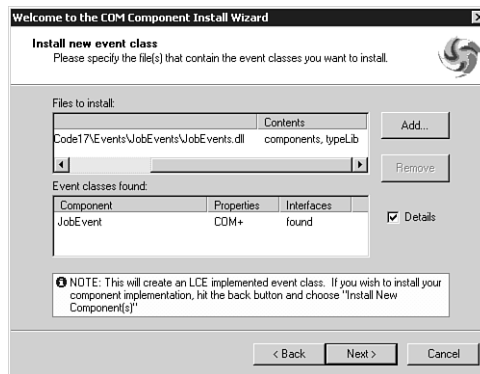 Welcome to the COM Component Install Wizard
Install new event class
Please specify the file(s) that contain the event classes you want to install.
Files to install:
Contents
Code17\Events\JobEvents\JobEvents.dll components, typeLib
Add...
Remove
Event classes found:
Component Properties Interfaces
JobEvent COM+ found
Details
NOTE: This will create an LCE implemented event class. If you wish to install your
component implementation, hit the back button and choose "Install New
Component(s)"
< Back Next > Cancel